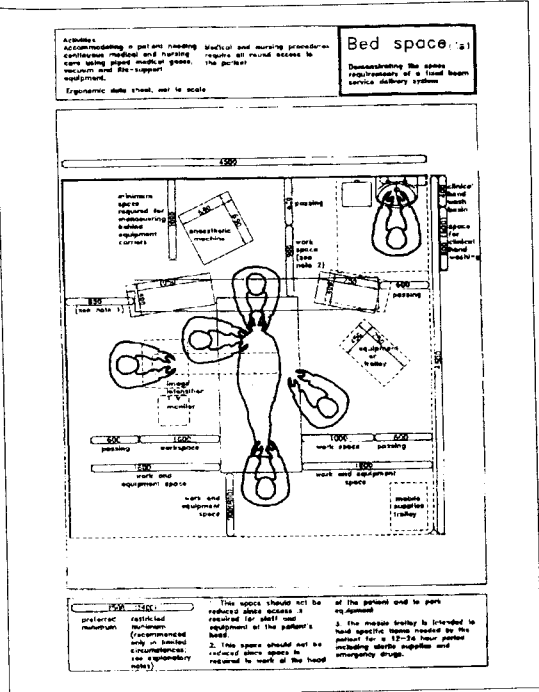 Activities
Accommodating a patient needing
continuous medical and nursing
care using piped medical gases,
vacuum and life-support
equipment.
Ergonomic data sheet, not to scale
Medical and nursing procedures
require all round access to
the patient
Bed space
Demonstrating the space
requirements of a fixed beam
service delivery system
4500
minimum
space
required for
manoeuvring
behind
equipment
carriers
anaesthetic
machine
passing
work
space
(see
note 2)
clinical
hand
wash
basin
space
for
clinical
hand
washing
(see note 1)
600
passing
equipment
or
trolley
image
intensifier
T V
monitor
600
passing
workspace
1000
work space
600
passing
work and
equipment space
work and equipment
space
work and
equipment
space
mobile
supplies
trolley
preferred
minimum
restricted
minimum
(recommended
only in limited
circumstances;
see explanatory
notes)
1. This space should not be
reduced since access is
required for staff and
equipment at the patient's
head.
2. This space should not be
reduced since space is
required to work at the head
of the patient and to park
equipment
3. The mobile trolley is intended to
hold specific items needed by the
patient for a 12-24 hour period
including sterile supplies and
emergency drugs.